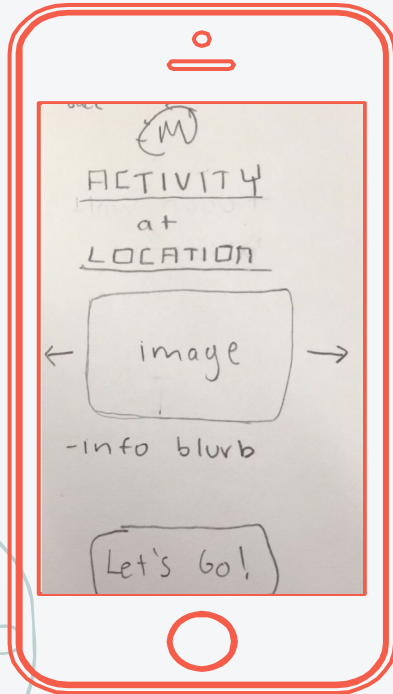 M
ACTIVITY
at
LOCATION
← image →
-info blurb
Let's Go!